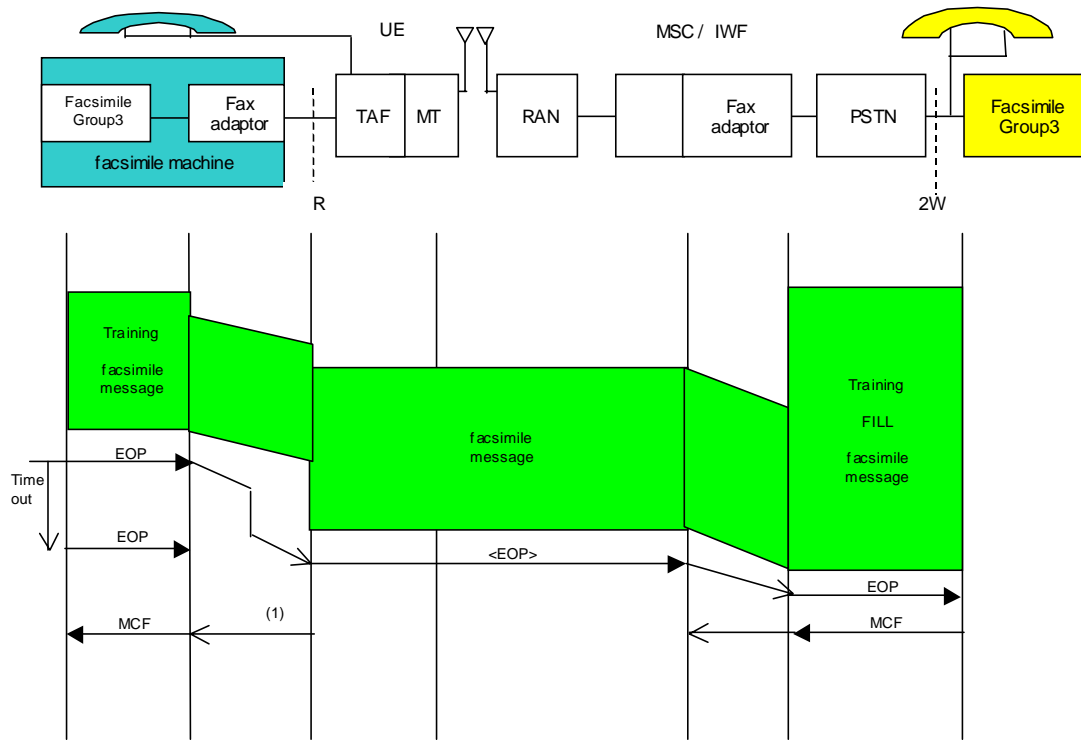 UE
MSC / IWF
Facsimile
Group3
Fax
adaptor
facsimile machine
TAF
MT
RAN
Fax
adaptor
PSTN
Facsimile
Group3
R
2W
Training
facsimile
message
facsimile
message
Training
FILL
facsimile
message
EOP
Time
out
EOP
<EOP>
EOP
(1)
MCF
MCF